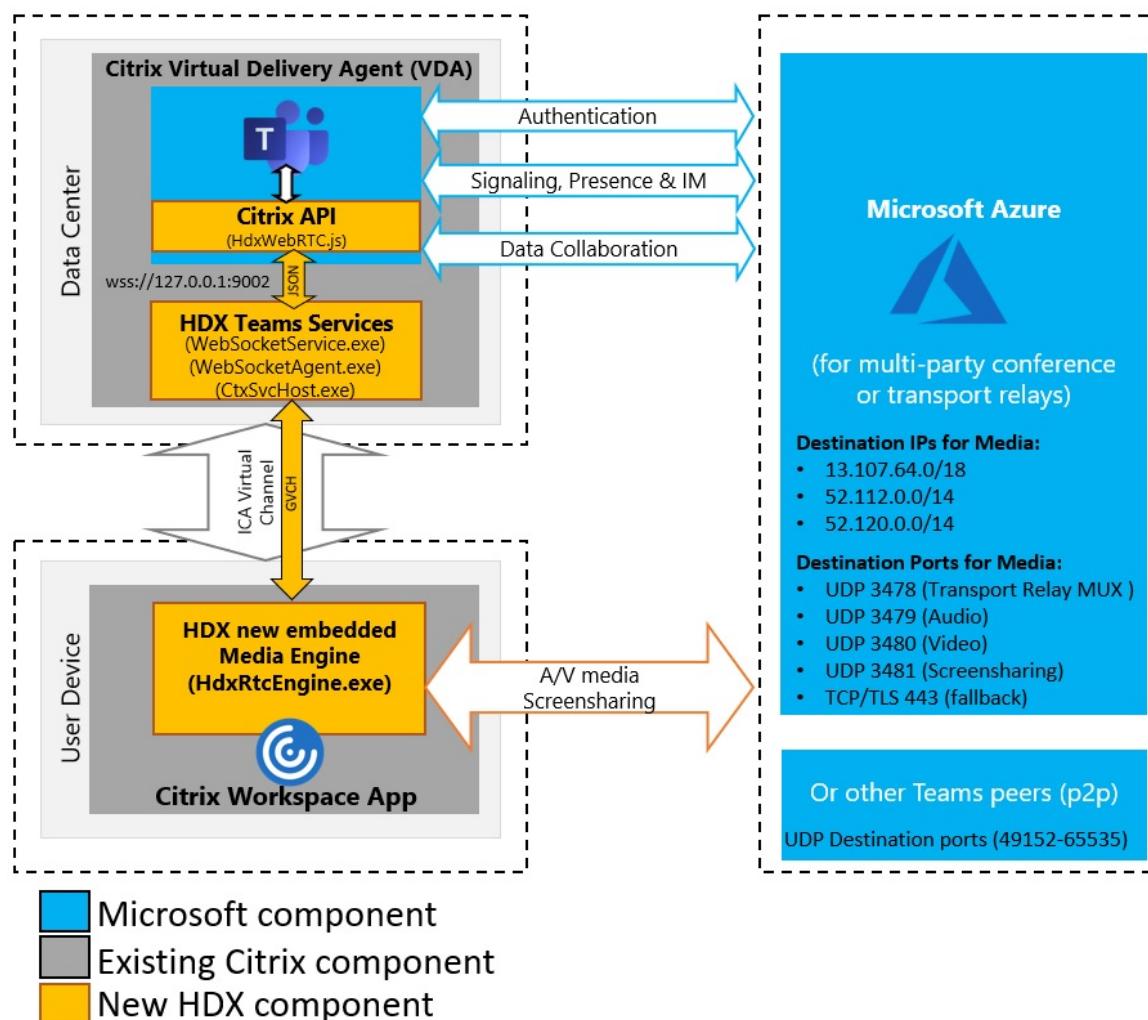 Data Center
Citrix Virtual Delivery Agent (VDA)
T
Citrix API
(HdxWebRTC.js)
wss://127.0.0.1:9002
JSON
HDX Teams Services
(WebSocketService.exe)
(WebSocketAgent.exe)
(CtxSvcHost.exe)
Authentication
Signaling, Presence & IM
Data Collaboration
ICA Virtual
Channel
GVCH
User Device
HDX new embedded
Media Engine
(HdxRtcEngine.exe)
Citrix Workspace App
A/V media
Screensharing
Microsoft Azure
(for multi-party conference
or transport relays)
Destination IPs for Media:
• 13.107.64.0/18
• 52.112.0.0/14
• 52.120.0.0/14
Destination Ports for Media:
• UDP 3478 (Transport Relay MUX )
• UDP 3479 (Audio)
• UDP 3480 (Video)
• UDP 3481 (Screensharing)
• TCP/TLS 443 (fallback)
Or other Teams peers (p2p)
UDP Destination ports (49152-65535)
Microsoft component
Existing Citrix component
New HDX component